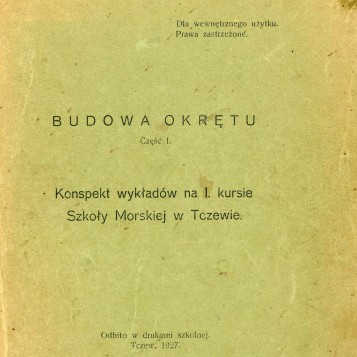 Dla wewnętrznego użytku.
Prawa zastrzeżone.
BUDOWA OKRĘTU
Część I.
Konspekt wykładów na I. kursie
Szkoły Morskiej w Tczewie.
Odbito w drukarni szkolnej.
Tczew, 1927.